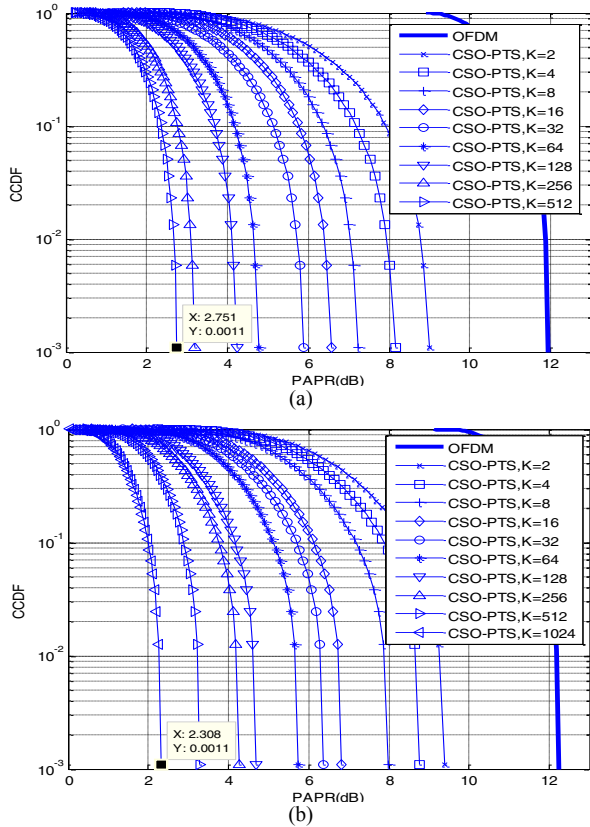 10^0
10^-1
10^-2
10^-3
CCDF
0 2 4 6 8 10 12
PAPR(dB)
OFDM
CSO-PTS,K=2
CSO-PTS,K=4
CSO-PTS,K=8
CSO-PTS,K=16
CSO-PTS,K=32
CSO-PTS,K=64
CSO-PTS,K=128
CSO-PTS,K=256
CSO-PTS,K=512
X: 2.751
Y: 0.0011
(a)
10^0
10^-1
10^-2
10^-3
CCDF
0 2 4 6 8 10 12
PAPR(dB)
OFDM
CSO-PTS,K=2
CSO-PTS,K=4
CSO-PTS,K=8
CSO-PTS,K=16
CSO-PTS,K=32
CSO-PTS,K=64
CSO-PTS,K=128
CSO-PTS,K=256
CSO-PTS,K=512
CSO-PTS,K=1024
X: 2.308
Y: 0.0011
(b)